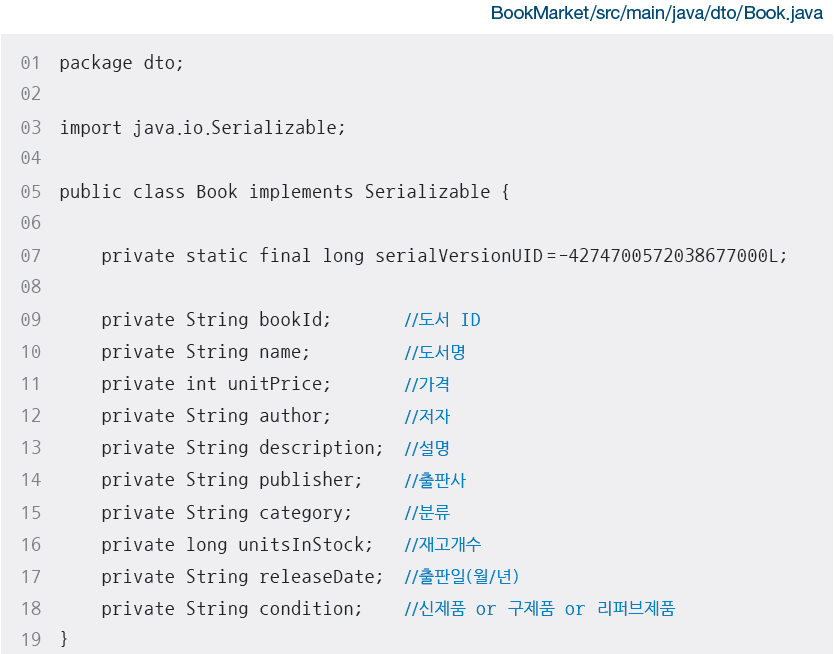 BookMarket/src/main/java/dto/Book.java
01 package dto;
02
03 import java.io.Serializable;
04
05 public class Book implements Serializable {
06
07 private static final long serialVersionUID=-4274700572038677000L;
08
09 private String bookId; //도서 ID
10 private String name; //도서명
11 private int unitPrice; //가격
12 private String author; //저자
13 private String description; //설명
14 private String publisher; //출판사
15 private String category; //분류
16 private long unitsInStock; //재고개수
17 private String releaseDate; //출판일(월/년)
18 private String condition; //신제품 or 구제품 or 리퍼브제품
19 }